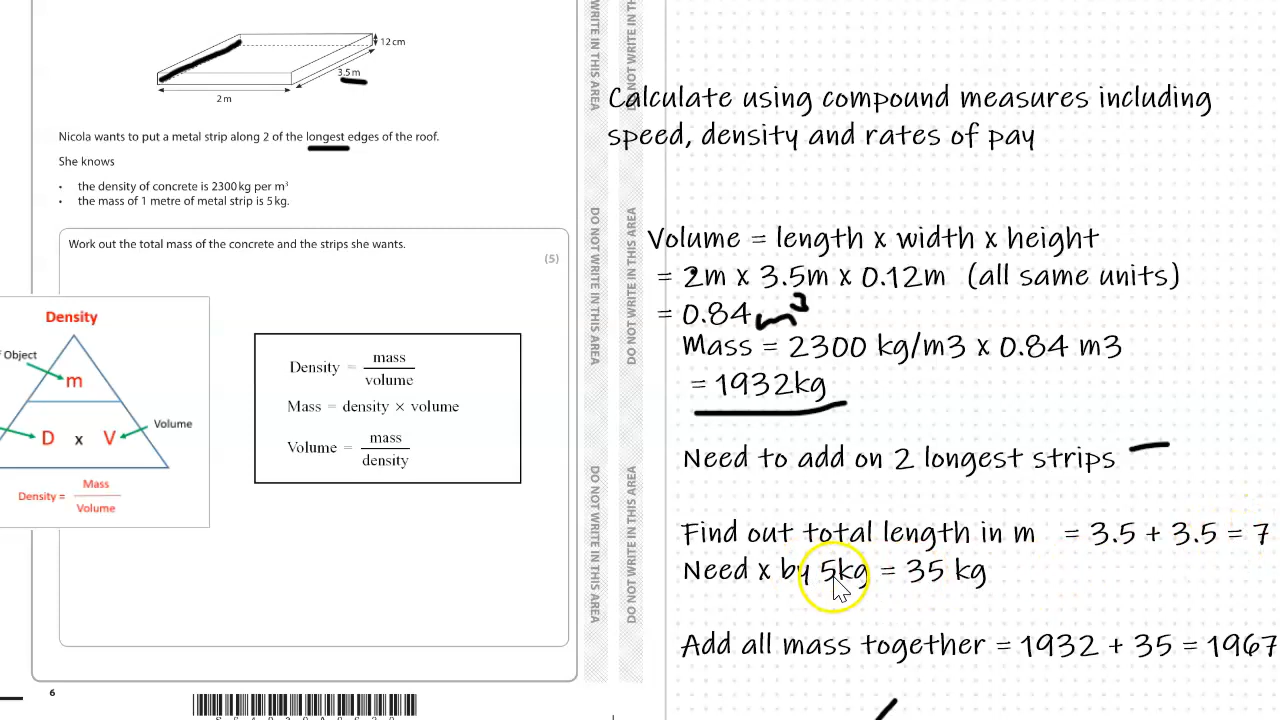 12 cm
3.5 m
2 m
Nicola wants to put a metal strip along 2 of the longest edges of the roof.
She knows
• the density of concrete is 2300 kg per m³
• the mass of 1 metre of metal strip is 5 kg.
Work out the total mass of the concrete and the strips she wants.
(5)
Density
f Object
m
D x V
Volume
Density = Mass
Volume
Density = mass
volume
Mass = density × volume
Volume = mass
density
6
WRITE IN THIS AREA
DO NOT WRITE IN THIS AREA
DO NOT WRITE IN THIS AREA
DO NOT WRITE IN THIS AREA
DO NOT WRITE IN THIS AREA
DO NOT WRITE IN THIS AREA
Calculate using compound measures including
speed, density and rates of pay
Volume = length x width x height
= 2m x 3.5m x 0.12m (all same units)
= 0.84 m³
Mass = 2300 kg/m3 x 0.84 m3
= 1932kg
Need to add on 2 longest strips
Find out total length in m = 3.5 + 3.5 = 7
Need x by 5kg = 35 kg
Add all mass together = 1932 + 35 = 1967